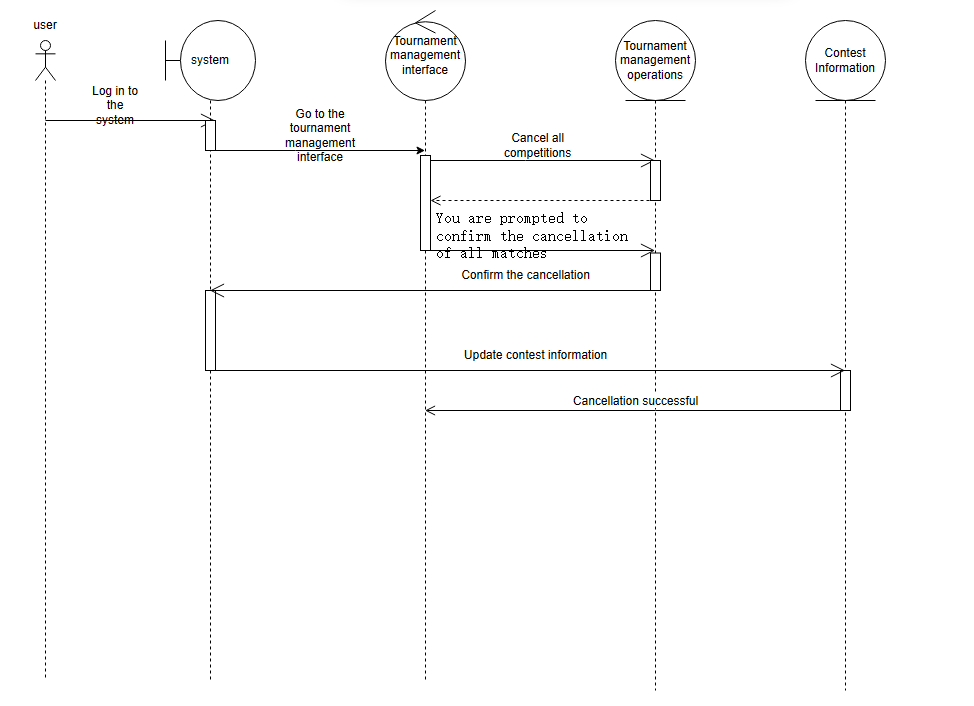 user
system
Tournament
management
interface
Tournament
management
operations
Contest
Information
Log in to
the
system
Go to the
tournament
management
interface
Cancel all
competitions
You are prompted to
confirm the cancellation
of all matches
Confirm the cancellation
Update contest information
Cancellation successful